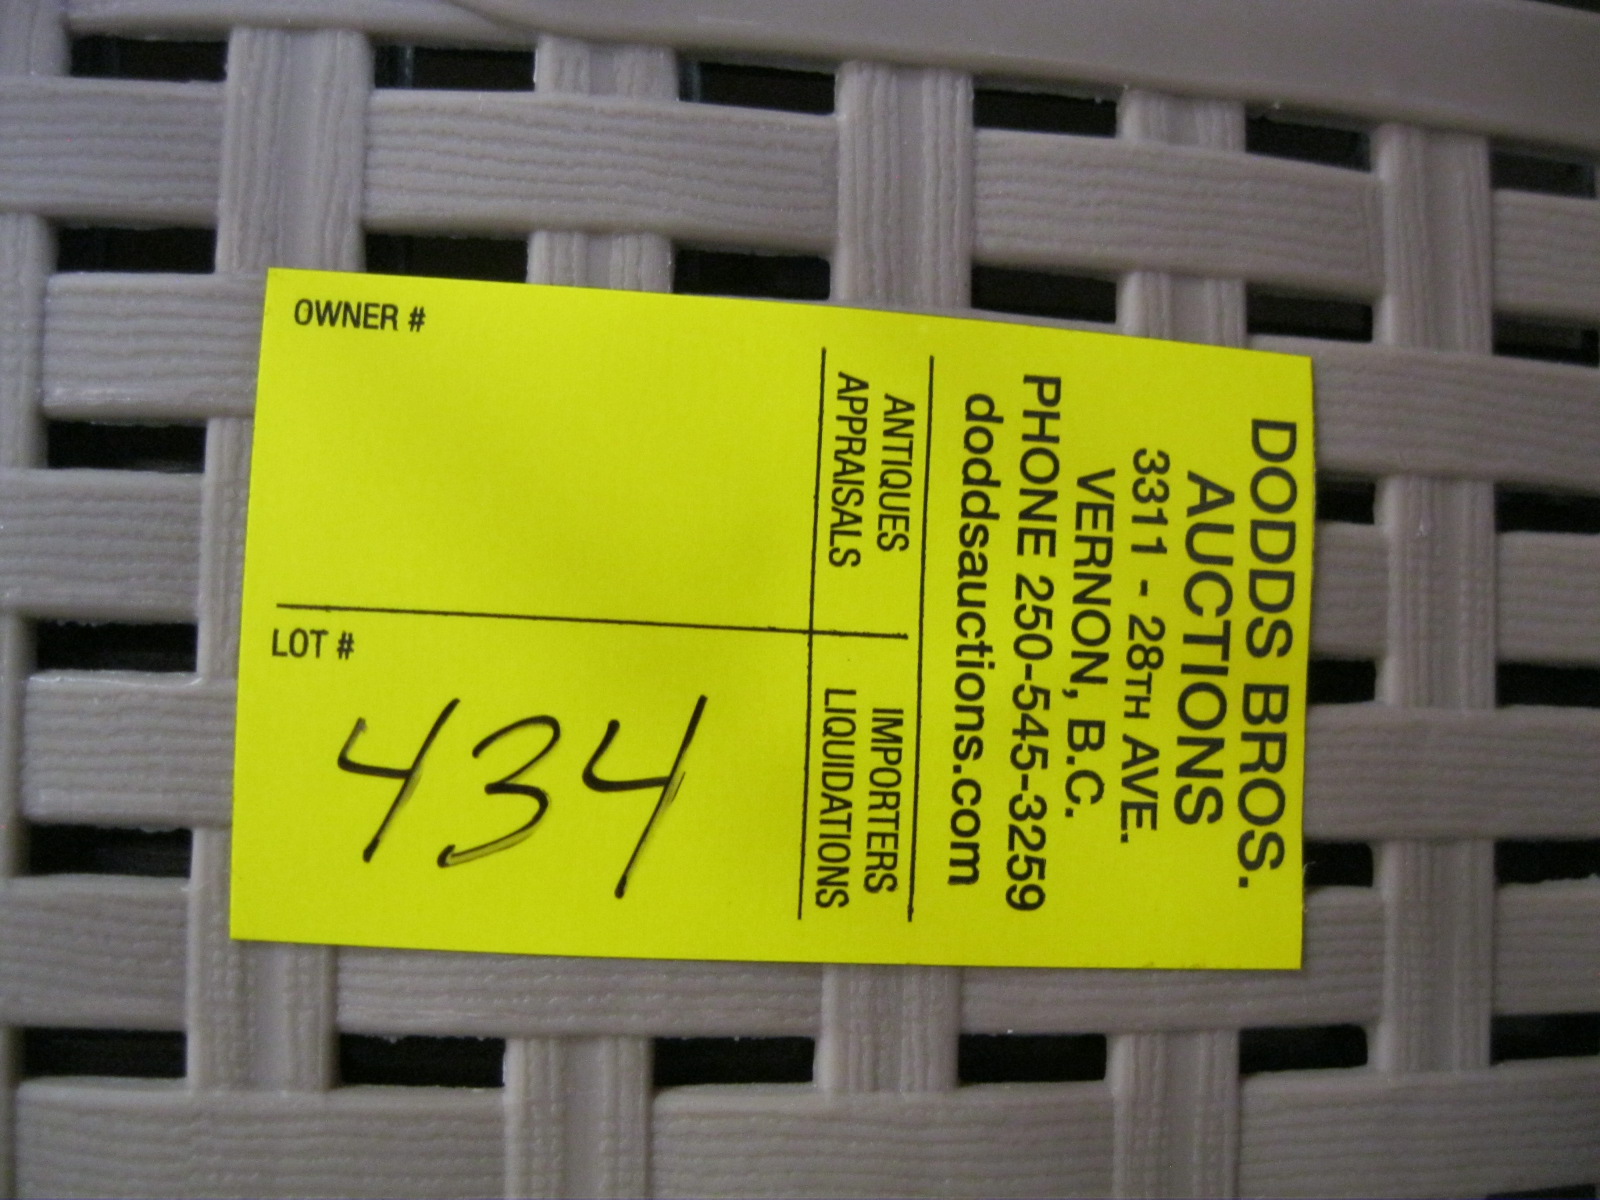 DODDS BROS.
AUCTIONS
3311 - 28TH AVE.
VERNON, B.C.
PHONE 250-545-3259
doddsauctions.com
ANTIQUES
APPRAISALS
IMPORTERS
LIQUIDATIONS
OWNER #
LOT #
434